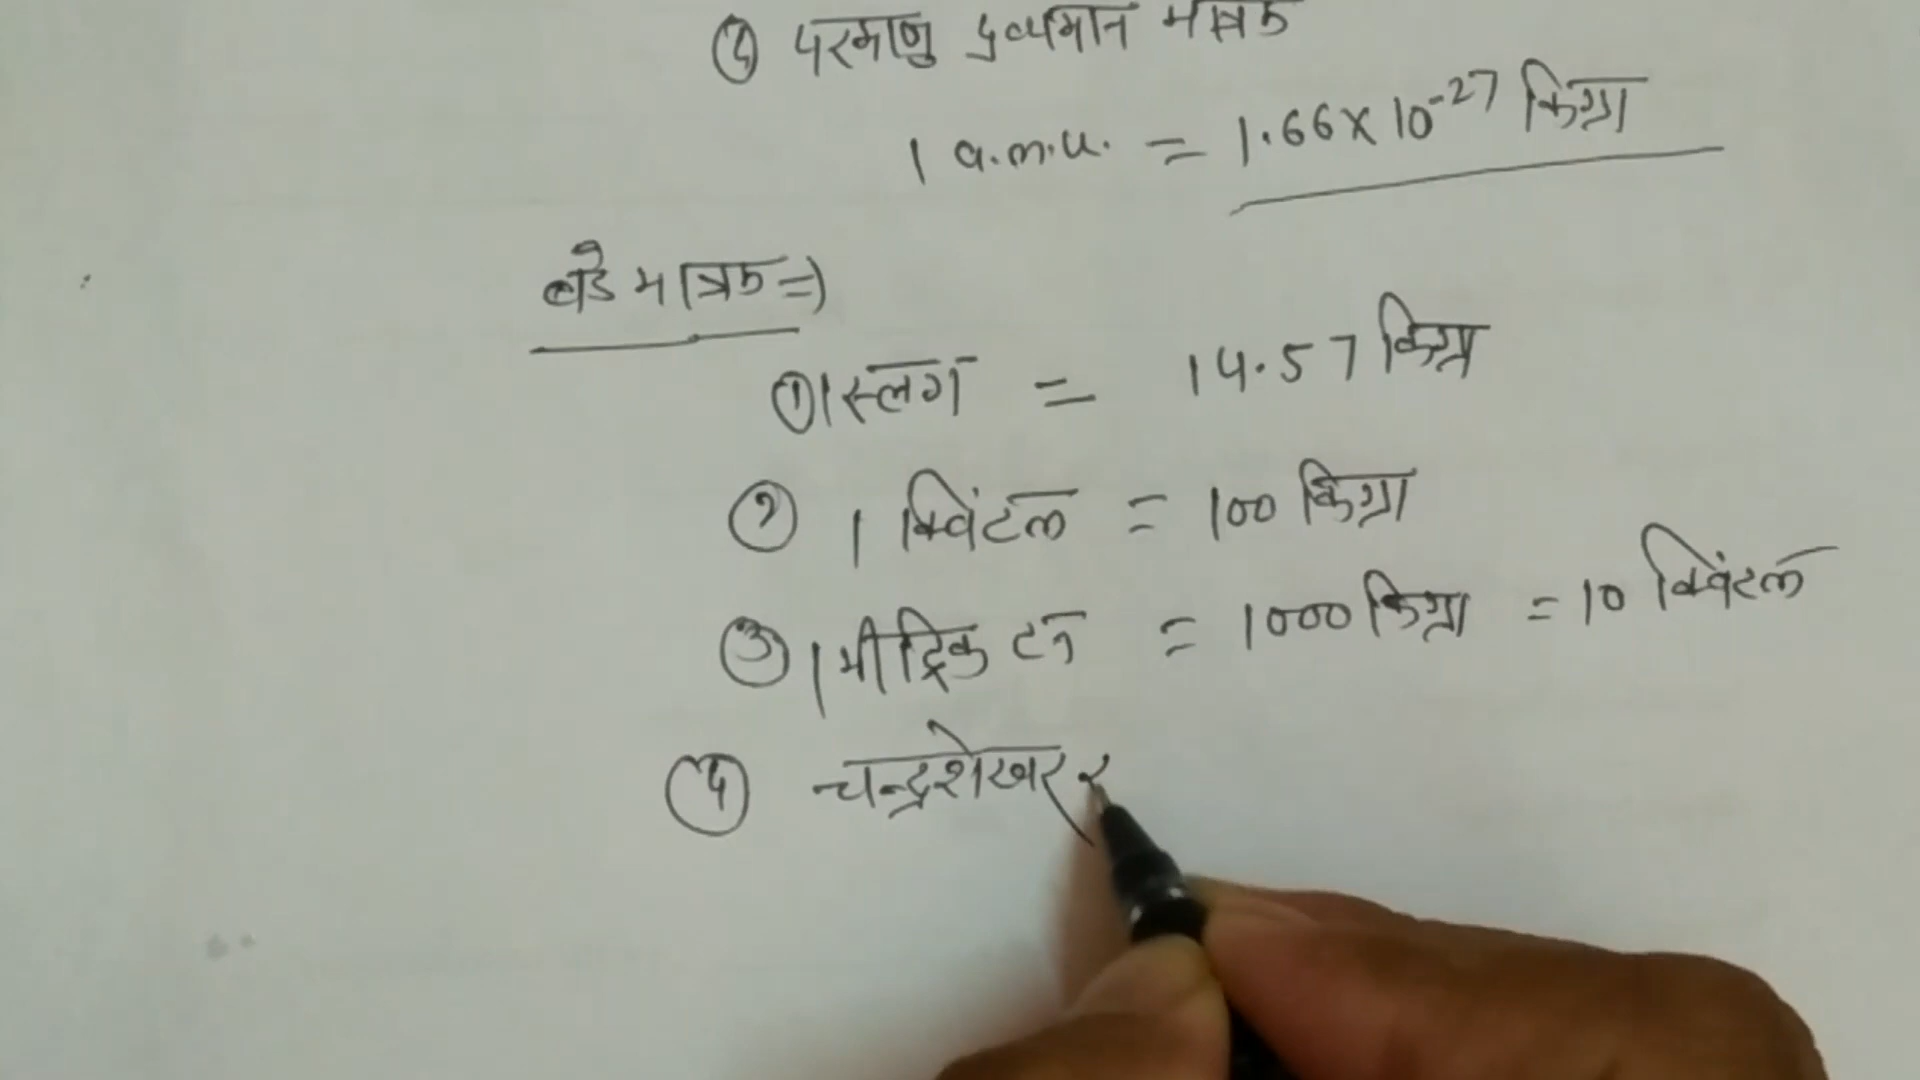 ④ परमाणु द्रव्यमान मात्रक
1 a.m.u. = 1.66 x 10⁻²⁷ किग्रा
बडे मात्रक ⇒
① 1 स्लग = 14.57 किग्रा
② 1 क्विंटल = 100 किग्रा
③ 1 मीट्रिक टन = 1000 किग्रा = 10 क्विंटल
④ चन्द्रशेखर